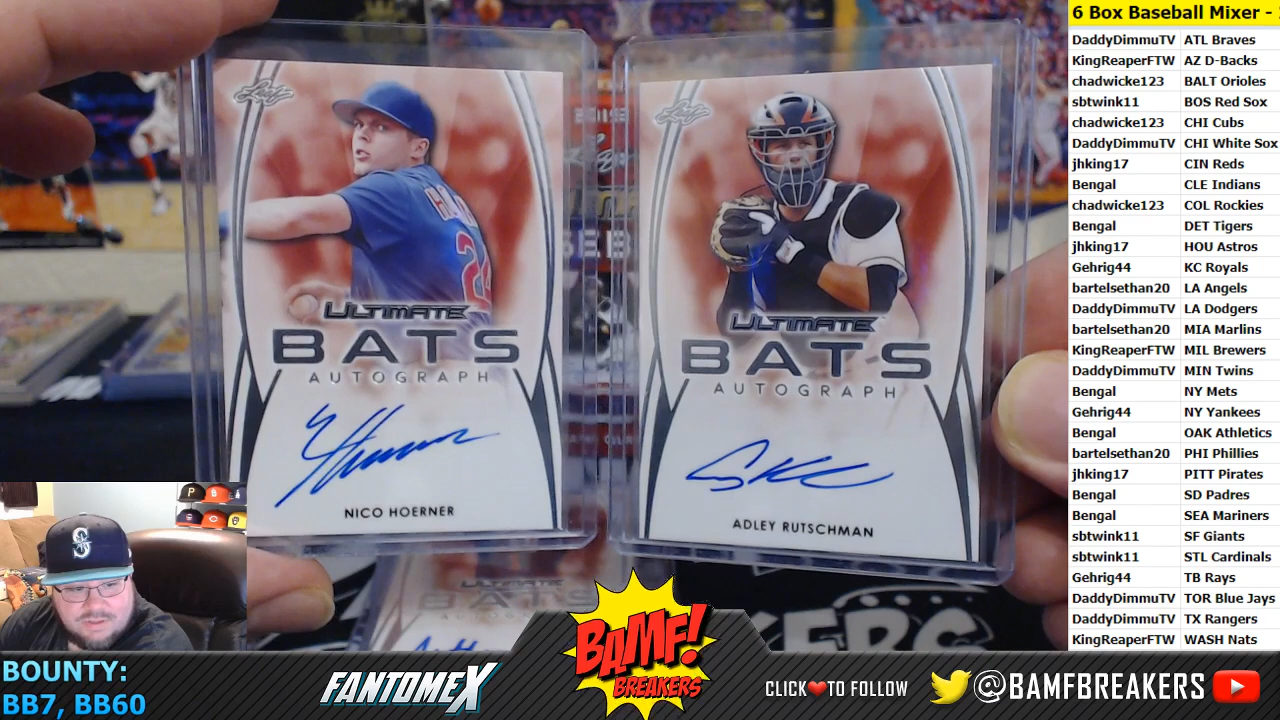 6 Box Baseball Mixer -
DaddyDimmuTV ATL Braves
KingReaperFTW AZ D-Backs
chadwicke123 BALT Orioles
sbtwink11 BOS Red Sox
chadwicke123 CHI Cubs
DaddyDimmuTV CHI White Sox
jhking17 CIN Reds
Bengal CLE Indians
chadwicke123 COL Rockies
Bengal DET Tigers
jhking17 HOU Astros
Gehrig44 KC Royals
bartelsethan20 LA Angels
DaddyDimmuTV LA Dodgers
bartelsethan20 MIA Marlins
KingReaperFTW MIL Brewers
DaddyDimmuTV MIN Twins
Bengal NY Mets
Gehrig44 NY Yankees
Bengal OAK Athletics
bartelsethan20 PHI Phillies
jhking17 PITT Pirates
Bengal SD Padres
Bengal SEA Mariners
sbtwink11 SF Giants
sbtwink11 STL Cardinals
Gehrig44 TB Rays
DaddyDimmuTV TOR Blue Jays
DaddyDimmuTV TX Rangers
KingReaperFTW WASH Nats
Leaf
ULTIMATE
BATS
AUTOGRAPH
NICO HOERNER
Leaf
ULTIMATE
BATS
AUTOGRAPH
ADLEY RUTSCHMAN
ULTIMATE
BATS
S
BOUNTY:
BB7, BB60
FANTOMEX
BAMF!
BREAKERS
CLICK❤TO FOLLOW
@BAMFBREAKERS